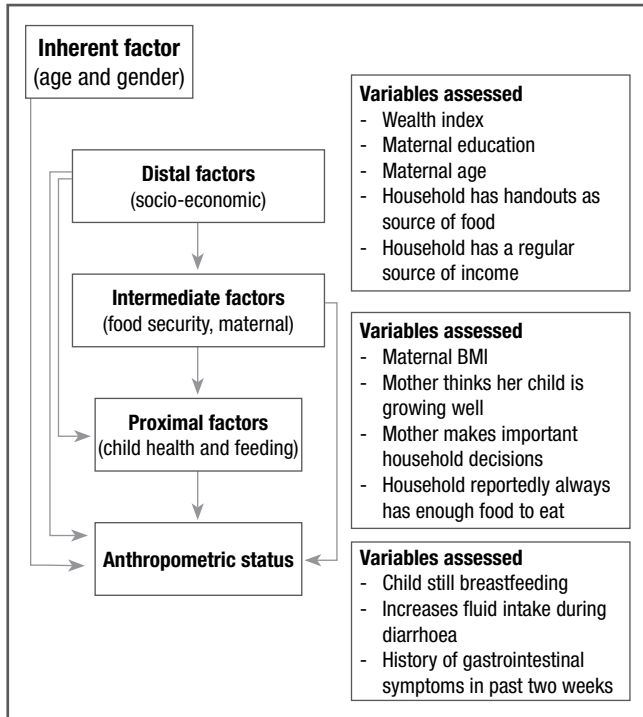 Inherent factor
(age and gender)
Distal factors
(socio-economic)
Intermediate factors
(food security, maternal)
Proximal factors
(child health and feeding)
Anthropometric status
Variables assessed
- Wealth index
- Maternal education
- Maternal age
- Household has handouts as
source of food
- Household has a regular
source of income
Variables assessed
- Maternal BMI
- Mother thinks her child is
growing well
- Mother makes important
household decisions
- Household reportedly always
has enough food to eat
Variables assessed
- Child still breastfeeding
- Increases fluid intake during
diarrhoea
- History of gastrointestinal
symptoms in past two weeks